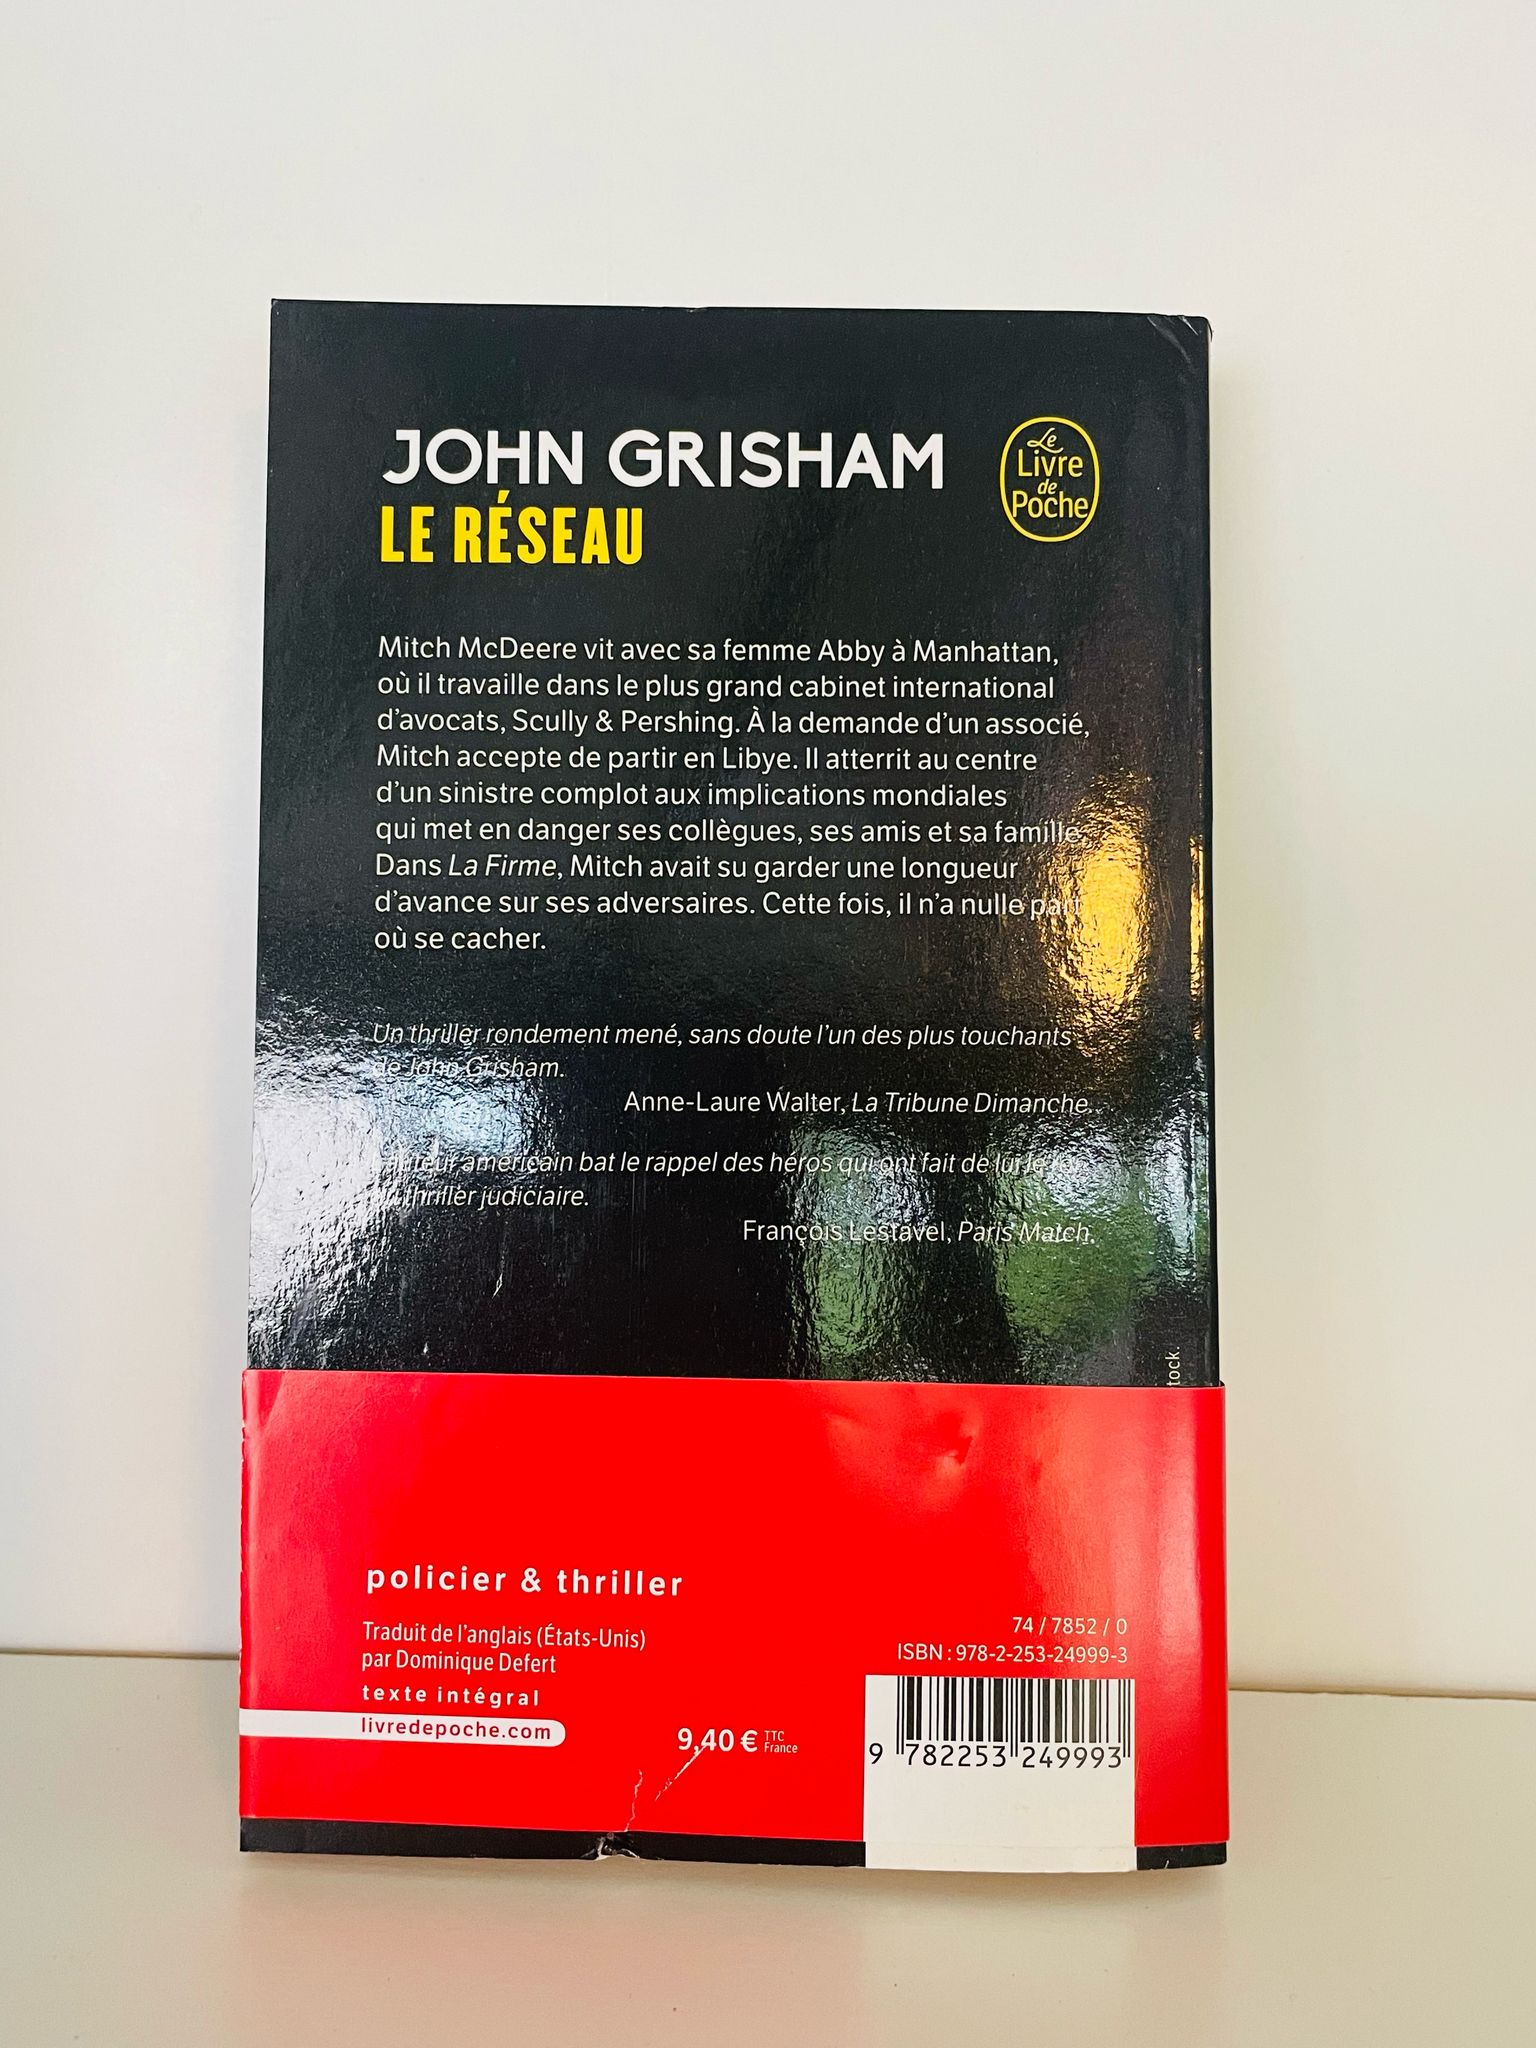 JOHN GRISHAM
LE RÉSEAU
Le
Livre
de
Poche
Mitch McDeere vit avec sa femme Abby à Manhattan,
où il travaille dans le plus grand cabinet international
d'avocats, Scully & Pershing. À la demande d'un associé,
Mitch accepte de partir en Libye. Il atterrit au centre
d'un sinistre complot aux implications mondiales
qui met en danger ses collègues, ses amis et sa famille.
Dans La Firme, Mitch avait su garder une longueur
d'avance sur ses adversaires. Cette fois, il n'a nulle part
où se cacher.
Un thriller rondement mené, sans doute l'un des plus touchants
de John Grisham.
Anne-Laure Walter, La Tribune Dimanche.
américain bat le rappel des héros qui ont fait de lui le
thriller judiciaire.
François Lestavel, Paris Match.
tock.
policier & thriller
Traduit de l'anglais (États-Unis)
par Dominique Defert
texte intégral
livredepoche.com
9,40 € TTC
France
74 / 7852 / 0
ISBN : 978-2-253-24999-3
9 782253 249993